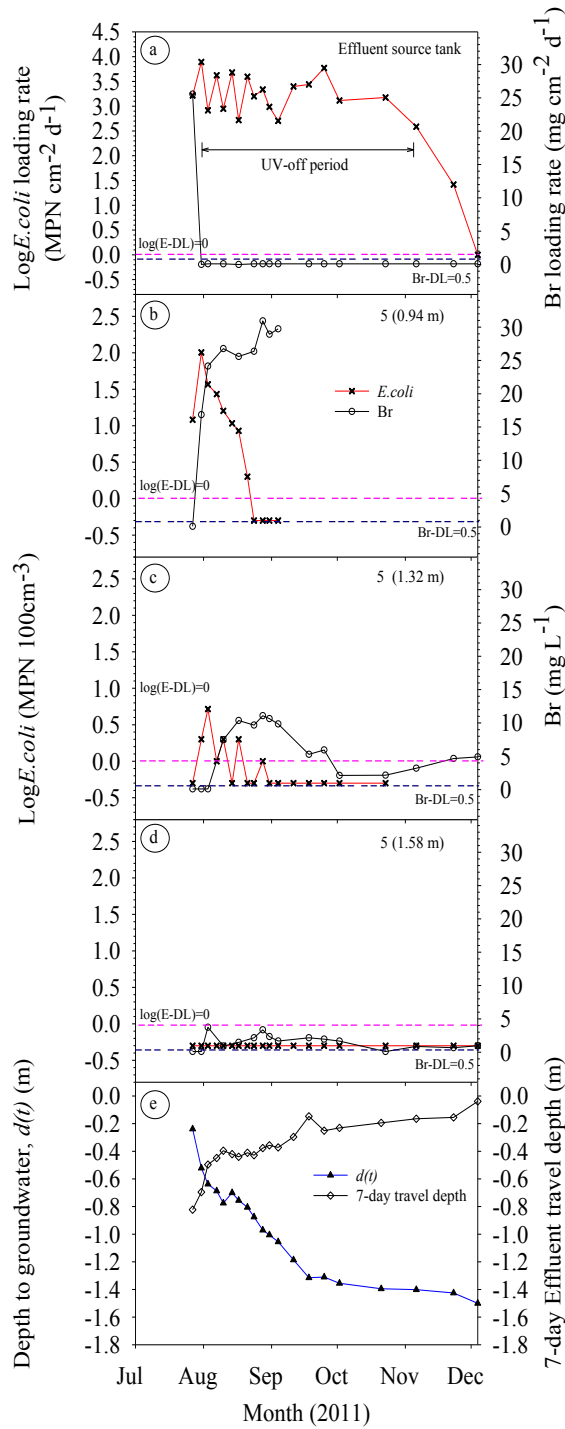 LogE.coli loading rate
(MPN cm-2 d-1)
4.5
4.0
3.5
3.0
2.5
2.0
1.5
1.0
0.5
0.0
-0.5
a
Effluent source tank
UV-off period
log(E-DL)=0
Br-DL=0.5
30
25
20
15
10
5
0
Br loading rate (mg cm-2 d-1)
2.5
2.0
1.5
1.0
0.5
0.0
-0.5
b
5 (0.94 m)
E.coli
Br
log(E-DL)=0
Br-DL=0.5
30
25
20
15
10
5
0
LogE.coli (MPN 100cm-3)
2.5
2.0
1.5
1.0
0.5
0.0
-0.5
c
5 (1.32 m)
log(E-DL)=0
Br-DL=0.5
30
25
20
15
10
5
0
Br (mg L-1)
2.5
2.0
1.5
1.0
0.5
0.0
-0.5
d
5 (1.58 m)
log(E-DL)=0
Br-DL=0.5
30
25
20
15
10
5
0
Depth to groundwater, d(t) (m)
0.0
-0.2
-0.4
-0.6
-0.8
-1.0
-1.2
-1.4
-1.6
-1.8
e
d(t)
7-day travel depth
0.0
-0.2
-0.4
-0.6
-0.8
-1.0
-1.2
-1.4
-1.6
-1.8
7-day Effluent travel depth (m)
Jul Aug Sep Oct Nov Dec
Month (2011)